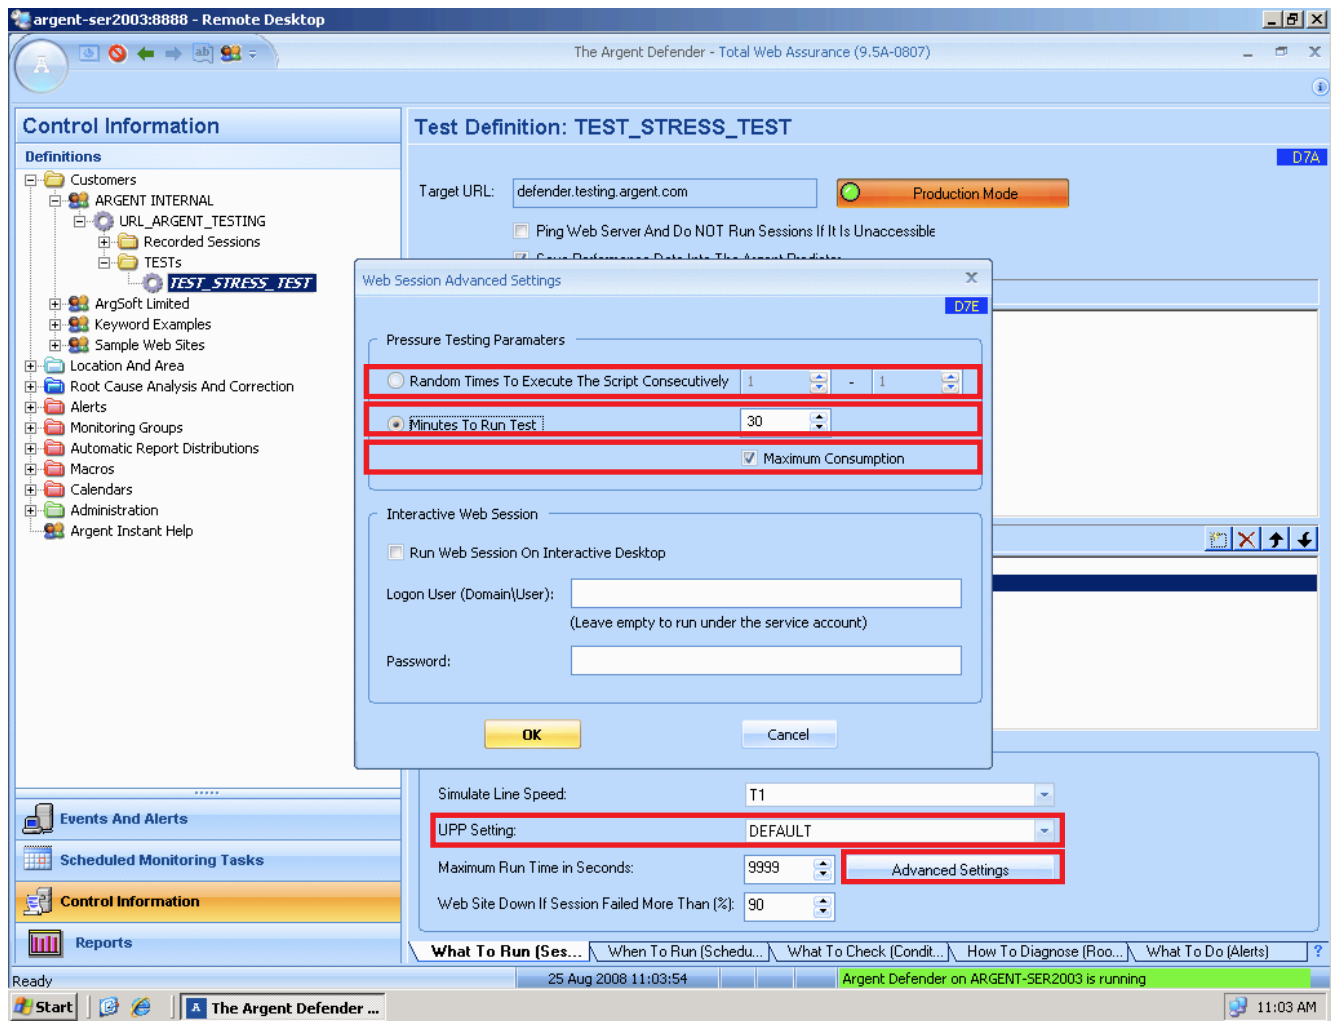 argent-ser2003:8888 - Remote Desktop
The Argent Defender - Total Web Assurance (9.5A-0807)
Control Information
Definitions
Customers
ARGENT INTERNAL
URL_ARGENT_TESTING
Recorded Sessions
TESTs
TEST_STRESS_TEST
ArgSoft Limited
Keyword Examples
Sample Web Sites
Location And Area
Root Cause Analysis And Correction
Alerts
Monitoring Groups
Automatic Report Distributions
Macros
Calendars
Administration
Argent Instant Help
Events And Alerts
Scheduled Monitoring Tasks
Control Information
Reports
Test Definition: TEST_STRESS_TEST
D7A
Target URL: defender.testing.argent.com Production Mode
Ping Web Server And Do NOT Run Sessions If It Is Unaccessible
Save Performance Data Into The Argent Predictor
Web Session Advanced Settings
D7E
Pressure Testing Paramaters
Random Times To Execute The Script Consecutively 1 - 1
Minutes To Run Test 30
Maximum Consumption
Interactive Web Session
Run Web Session On Interactive Desktop
Logon User (Domain\User):
(Leave empty to run under the service account)
Password:
OK Cancel
Simulate Line Speed: T1
UPP Setting: DEFAULT
Maximum Run Time in Seconds: 9999 Advanced Settings
Web Site Down If Session Failed More Than (%): 90
What To Run (Ses... When To Run (Schedu... What To Check (Condit... How To Diagnose (Roo... What To Do (Alerts) ?
Ready 25 Aug 2008 11:03:54 Argent Defender on ARGENT-SER2003 is running
Start The Argent Defender ... 11:03 AM